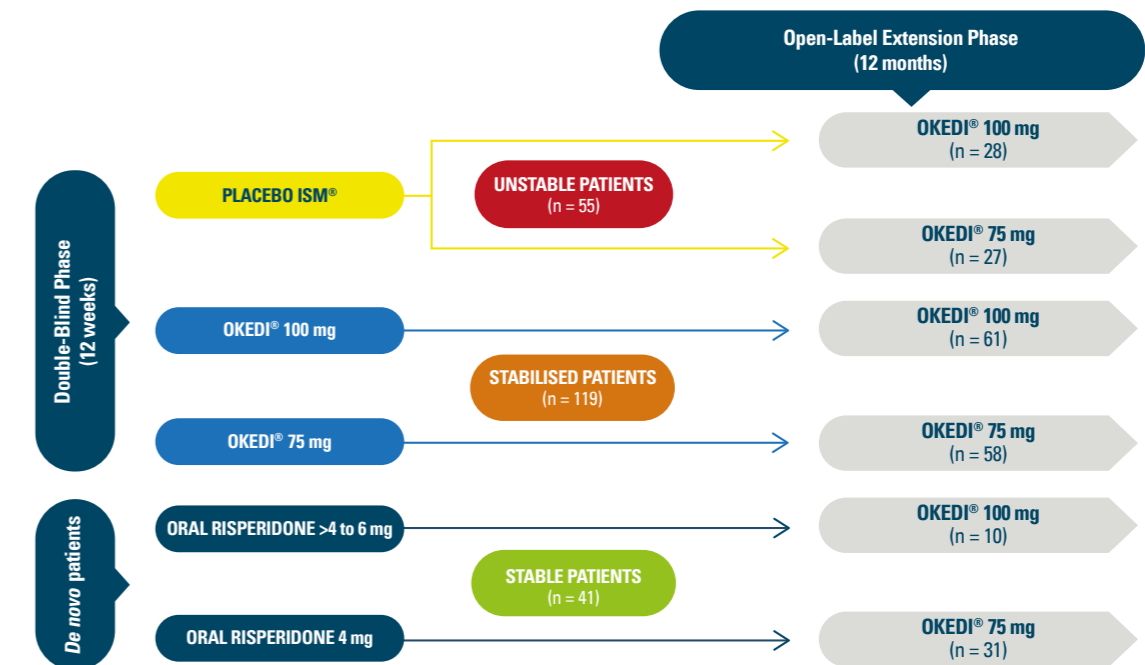 Open-Label Extension Phase
(12 months)
Double-Blind Phase
(12 weeks)
PLACEBO ISM®
UNSTABLE PATIENTS
(n = 55)
OKEDI® 100 mg
(n = 28)
OKEDI® 75 mg
(n = 27)
OKEDI® 100 mg
STABILISED PATIENTS
(n = 119)
OKEDI® 100 mg
(n = 61)
OKEDI® 75 mg
OKEDI® 75 mg
(n = 58)
De novo patients
ORAL RISPERIDONE >4 to 6 mg
STABLE PATIENTS
(n = 41)
OKEDI® 100 mg
(n = 10)
ORAL RISPERIDONE 4 mg
OKEDI® 75 mg
(n = 31)